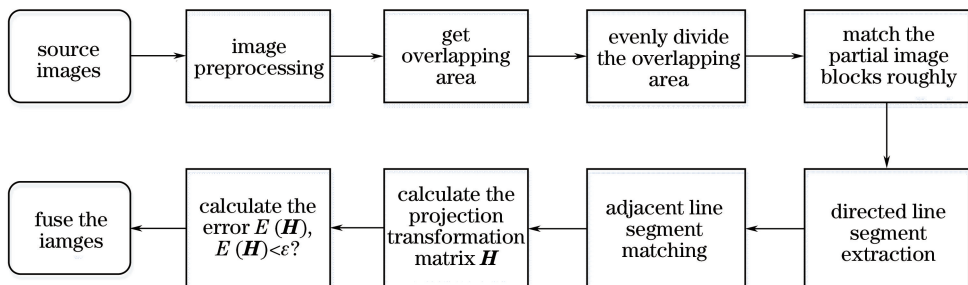 source
images
image
preprocessing
get
overlapping
area
evenly divide
the overlapping
area
match the
partial image
blocks roughly
directed line
segment
extraction
adjacent line
segment
matching
calculate the
projection
transformation
matrix H
calculate the
error E (H),
E (H)<ε?
fuse the
iamges